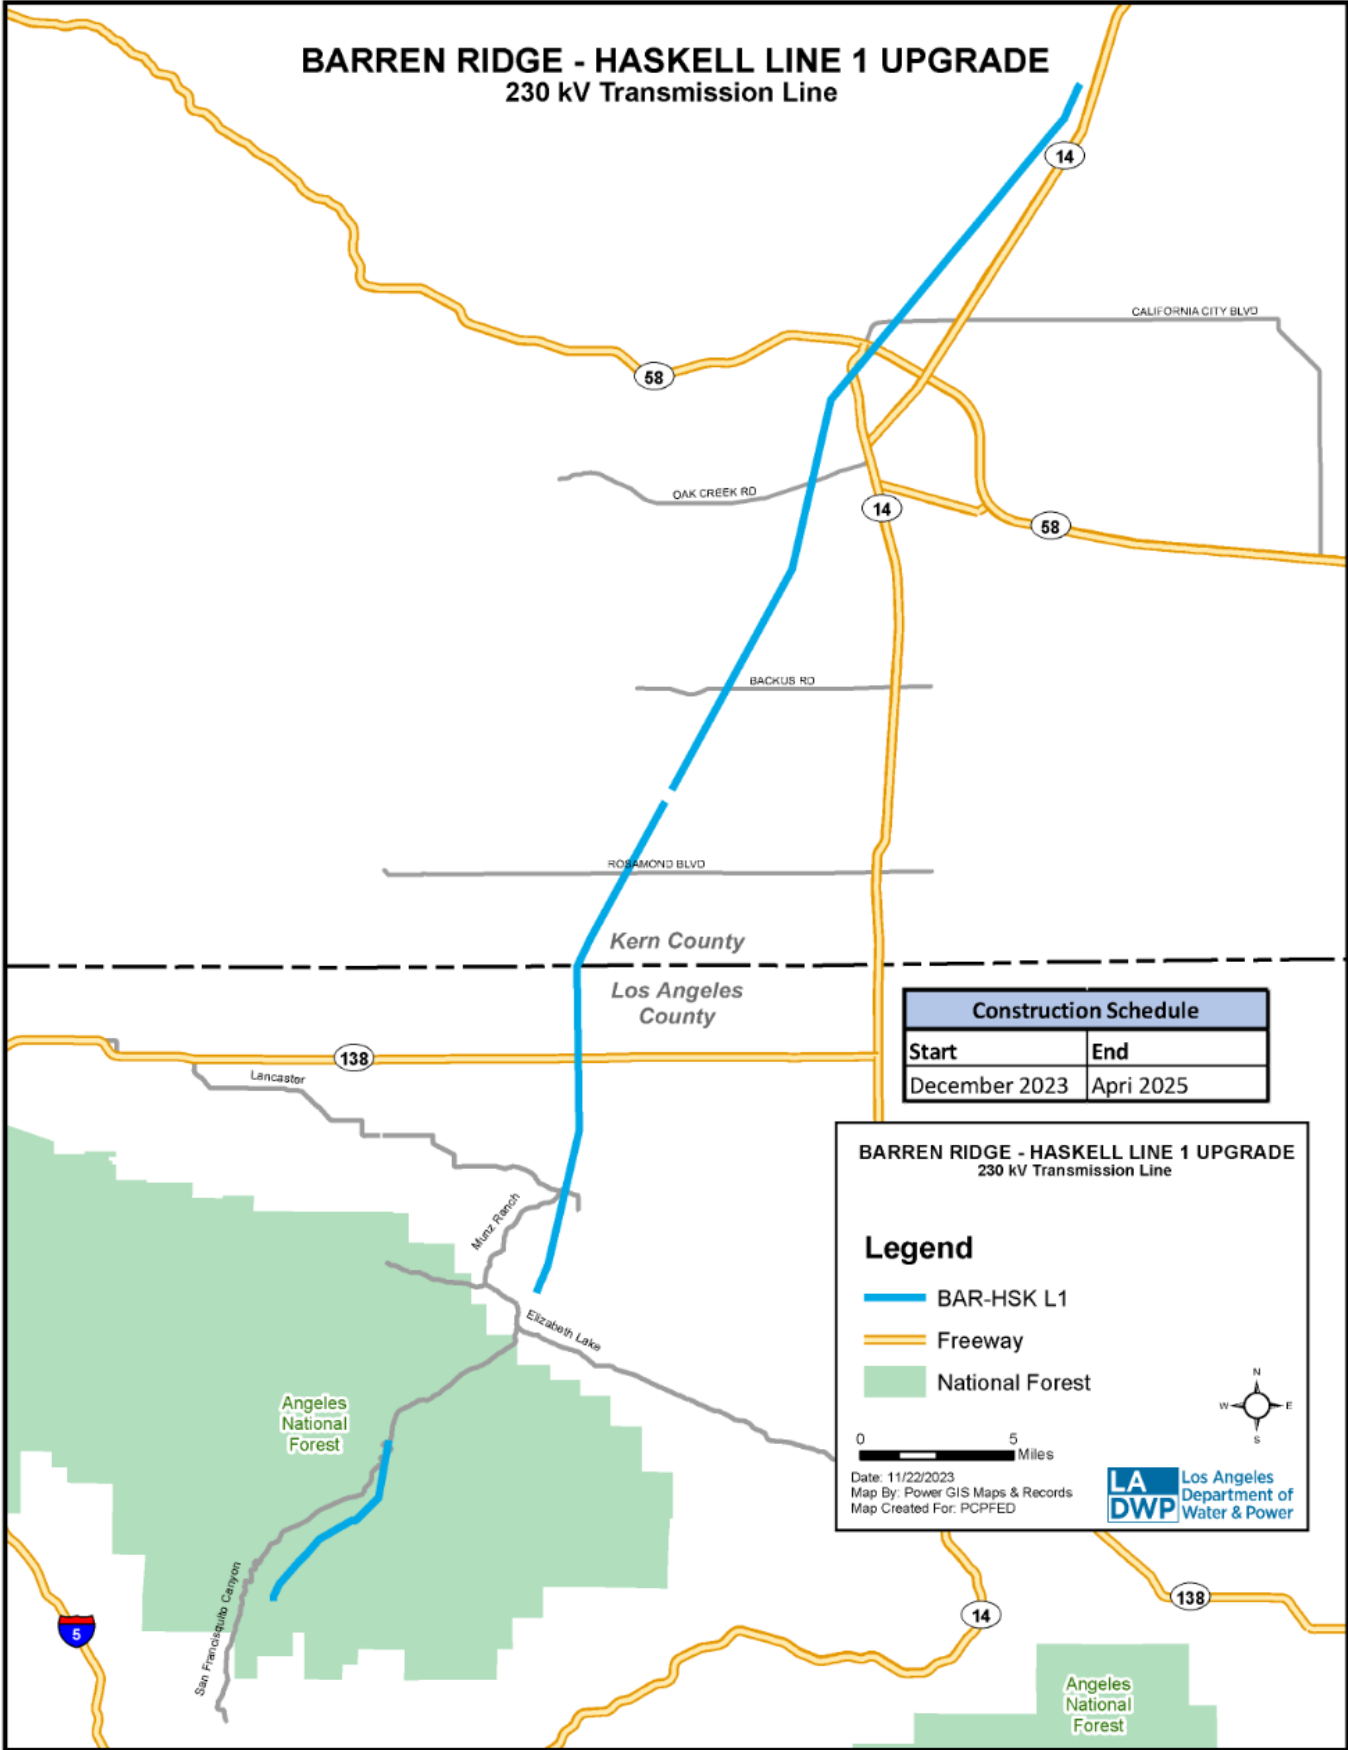 BARREN RIDGE - HASKELL LINE 1 UPGRADE
230 kV Transmission Line
14
CALIFORNIA CITY BLVD
58
OAK CREEK RD
14
58
BACKUS RD
ROSAMOND BLVD
Kern County
Los Angeles
County
Construction Schedule
Start End
December 2023 Apri 2025
138
Lancastor
BARREN RIDGE - HASKELL LINE 1 UPGRADE
230 kV Transmission Line
Munz Ranch
Legend
BAR-HSK L1
Elizabeth Lake
Freeway
National Forest
N
W E
S
Angeles
National
Forest
0 5
Miles
Date: 11/22/2023
Map By: Power GIS Maps & Records
Map Created For: PCPFED
LA
DWP
Los Angeles
Department of
Water & Power
San Francisquito Canyon
138
14
5
Angeles
National
Forest